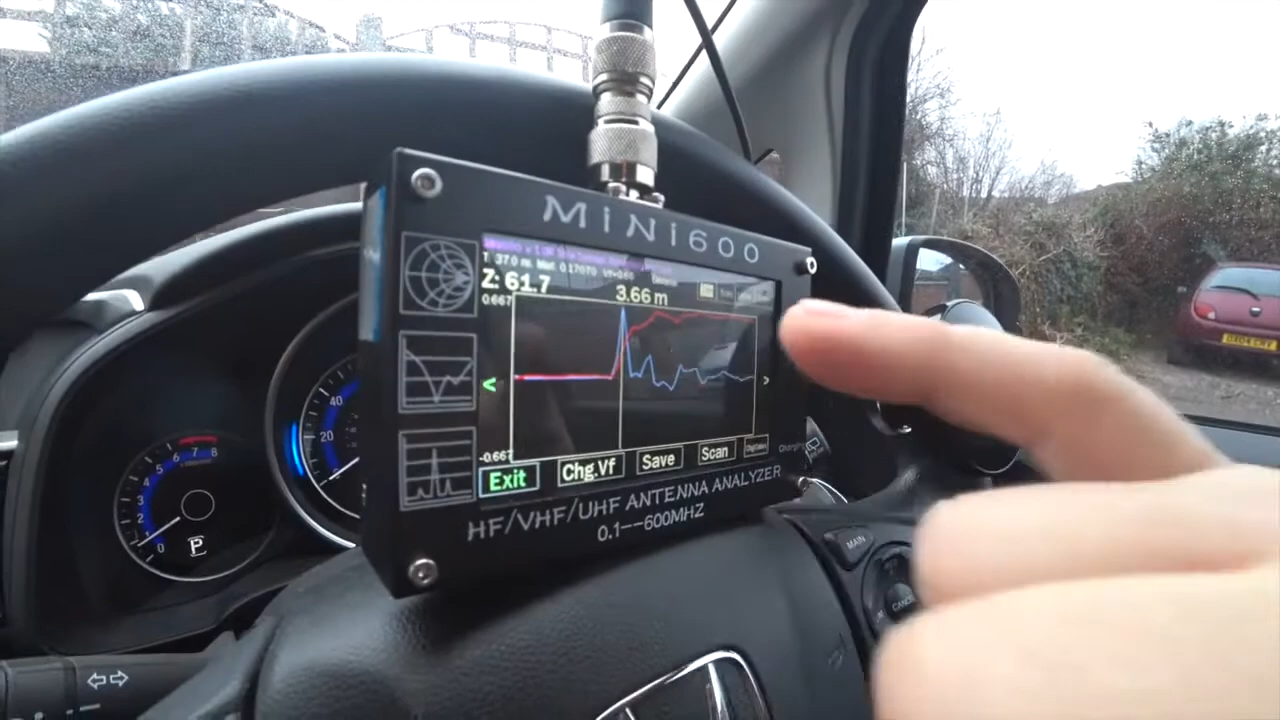 MINI600
Z: 61.7
3.66 m
0.667
-0.667
<
>
Exit
Chg.Vf
Save
Scan
HF/VHF/UHF ANTENNA ANALYZER
0.1--600MHZ
Charging
40
20
5
6
7
8
4
3
2
1
0
P
MAIN